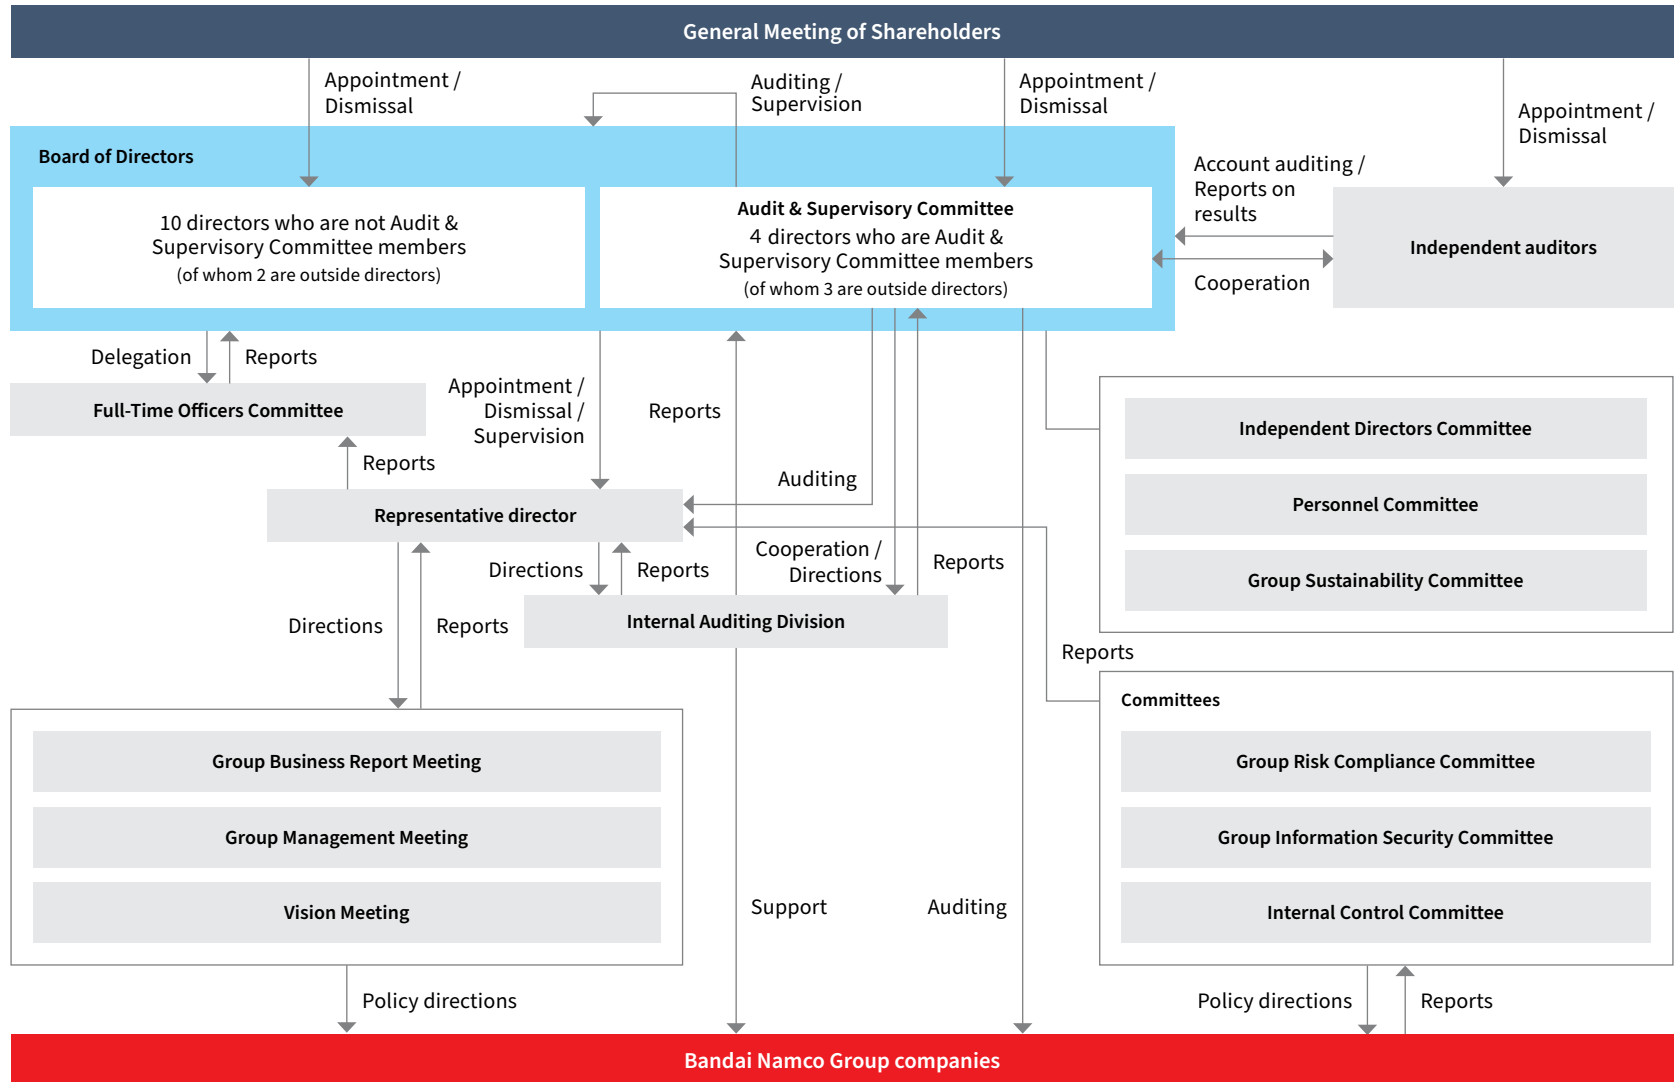 General Meeting of Shareholders
Appointment /
Dismissal
Auditing /
Supervision
Appointment /
Dismissal
Appointment /
Dismissal
Board of Directors
10 directors who are not Audit &
Supervisory Committee members
(of whom 2 are outside directors)
Audit & Supervisory Committee
4 directors who are Audit &
Supervisory Committee members
(of whom 3 are outside directors)
Account auditing /
Reports on
results
Cooperation
Independent auditors
Delegation
Reports
Full-Time Officers Committee
Reports
Appointment /
Dismissal /
Supervision
Reports
Auditing
Representative director
Directions
Reports
Cooperation /
Directions
Reports
Internal Auditing Division
Directions
Reports
Independent Directors Committee
Personnel Committee
Group Sustainability Committee
Reports
Committees
Group Risk Compliance Committee
Group Information Security Committee
Internal Control Committee
Group Business Report Meeting
Group Management Meeting
Vision Meeting
Support
Auditing
Policy directions
Policy directions
Reports
Bandai Namco Group companies